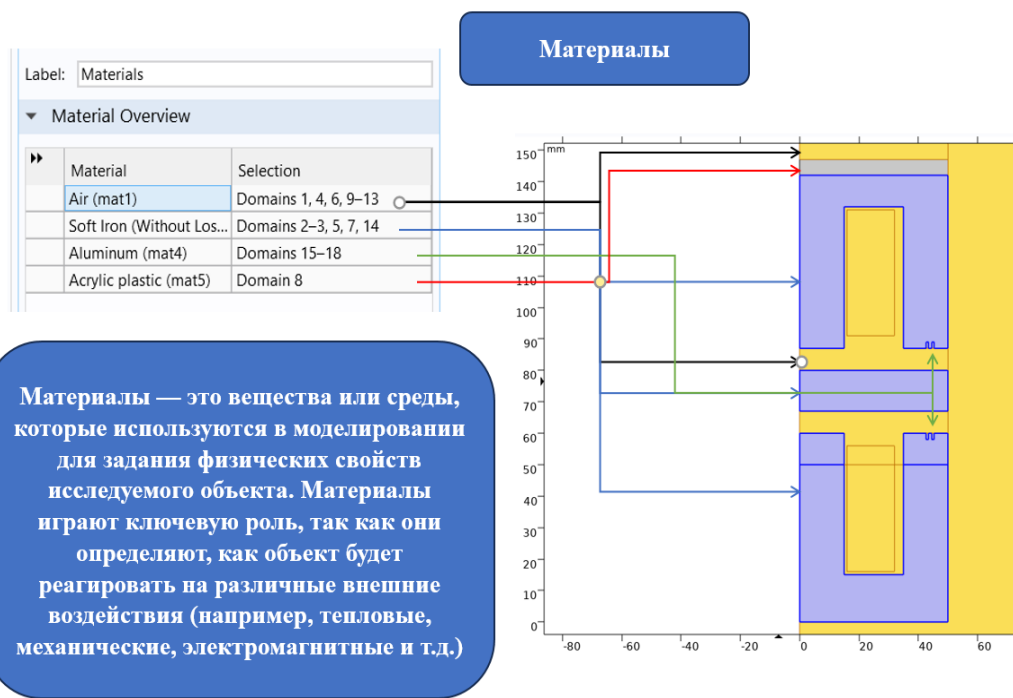 Материалы
Label: Materials
Material Overview
Material Selection
Air (mat1) Domains 1, 4, 6, 9–13
Soft Iron (Without Los... Domains 2–3, 5, 7, 14
Aluminum (mat4) Domains 15–18
Acrylic plastic (mat5) Domain 8
mm
150
140
130
120
110
100
90
80
70
60
50
40
30
20
10
0
-80 -60 -40 -20 0 20 40 60
Материалы — это вещества или среды,
которые используются в моделировании
для задания физических свойств
исследуемого объекта. Материалы
играют ключевую роль, так как они
определяют, как объект будет
реагировать на различные внешние
воздействия (например, тепловые,
механические, электромагнитные и т.д.)